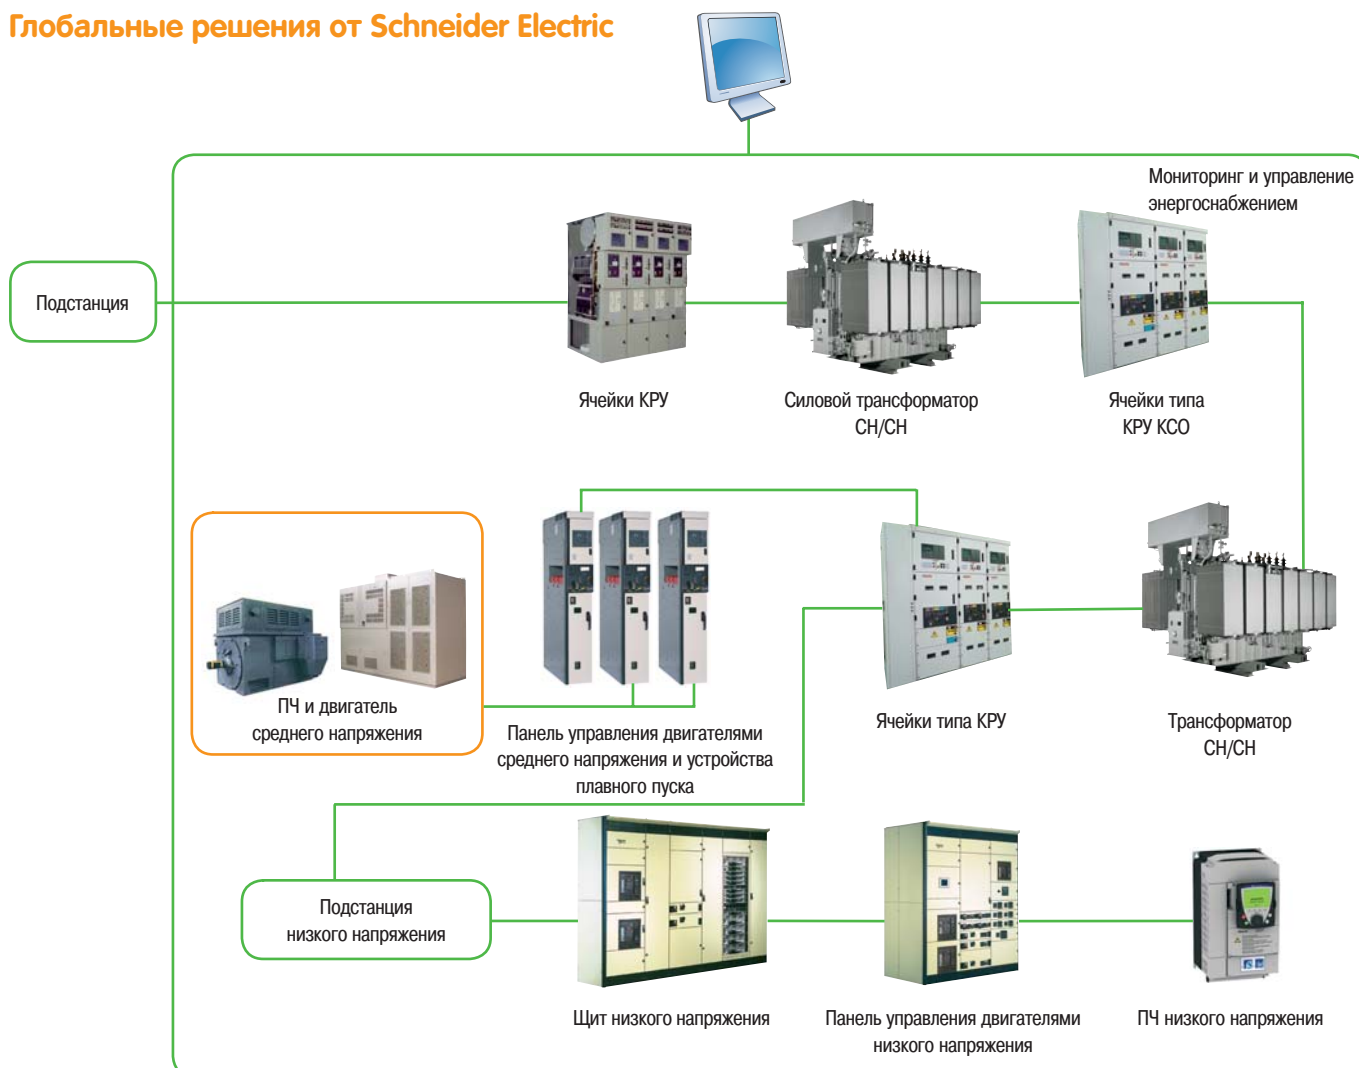 Глобальные решения от Schneider Electric
Мониторинг и управление
энергоснабжением
Подстанция
Ячейки КРУ
Силовой трансформатор
СН/СН
Ячейки типа
КРУ КСО
ПЧ и двигатель
среднего напряжения
Панель управления двигателями
среднего напряжения и устройства
плавного пуска
Ячейки типа КРУ
Трансформатор
СН/СН
Подстанция
низкого напряжения
Щит низкого напряжения
Панель управления двигателями
низкого напряжения
ПЧ низкого напряжения